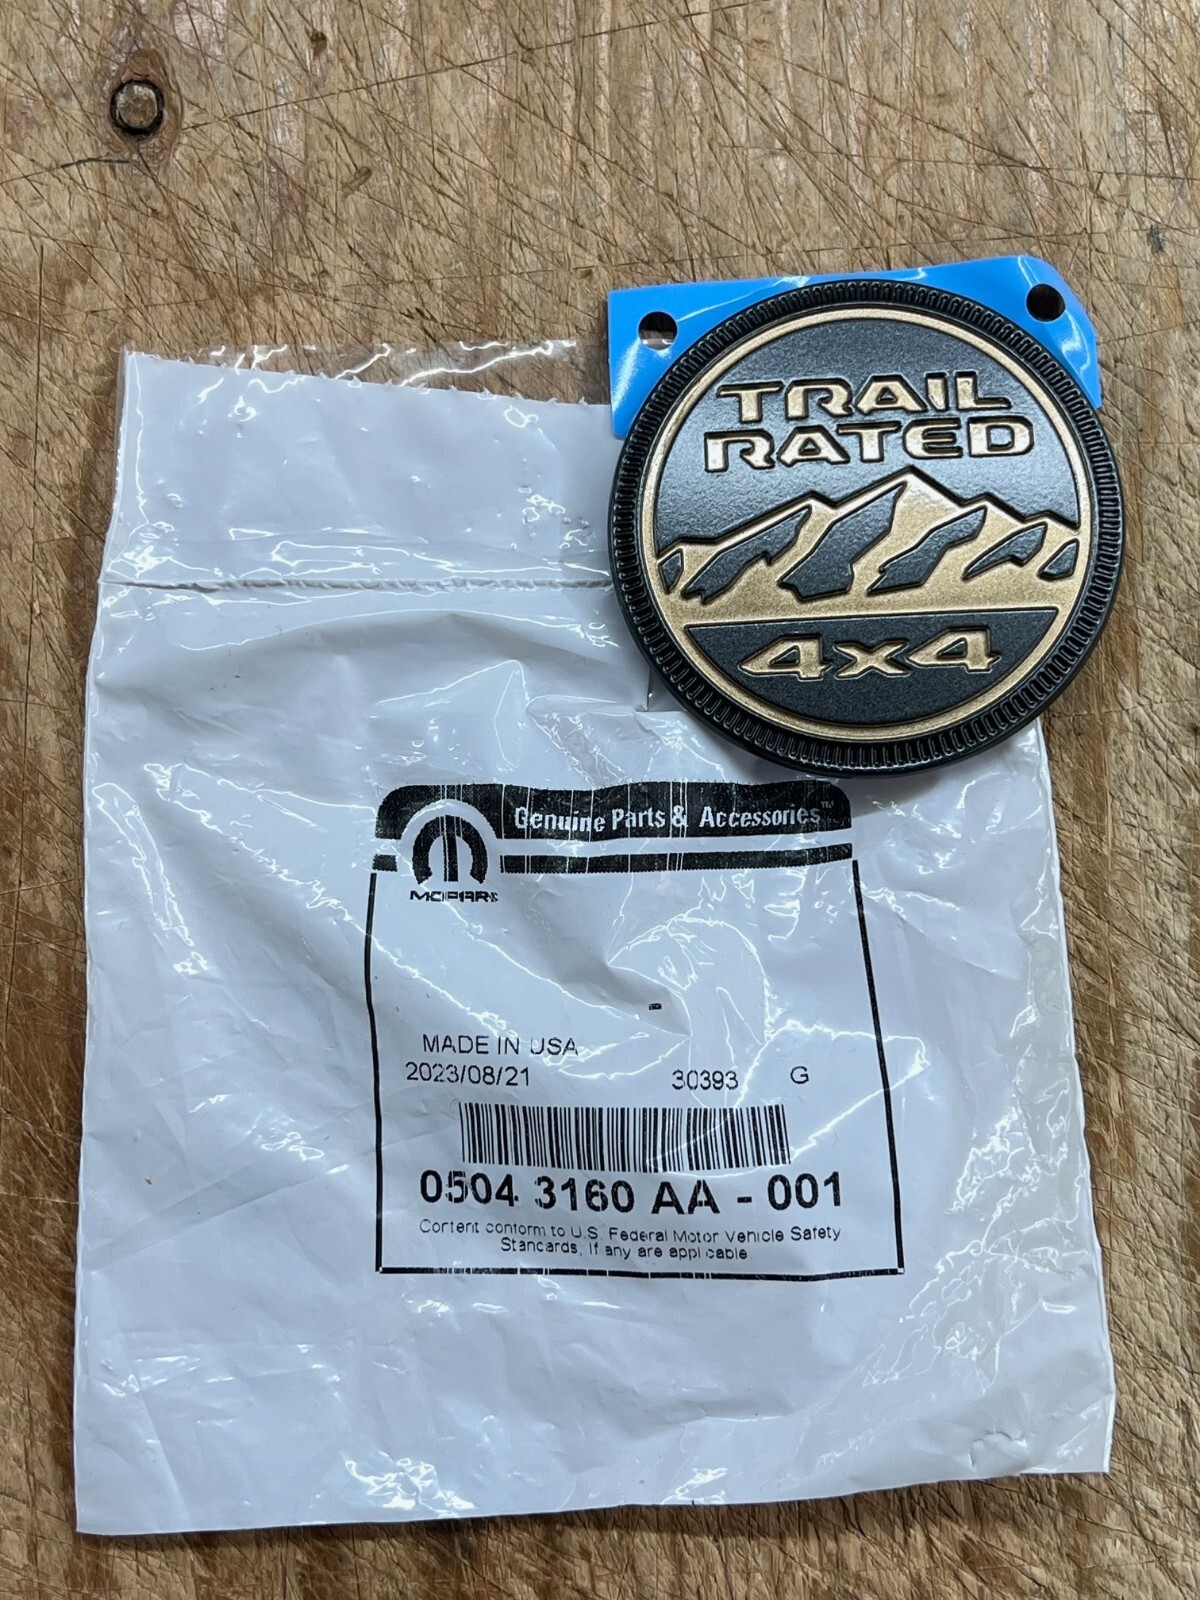 TRAIL
RATED
4x4
Genuine Parts & Accessories™
MOPAR®
MADE IN USA
2023/08/21 30393 G
0504 3160 AA - 001
Content conform to U.S. Federal Motor Vehicle Safety
Standards, If any are applicable